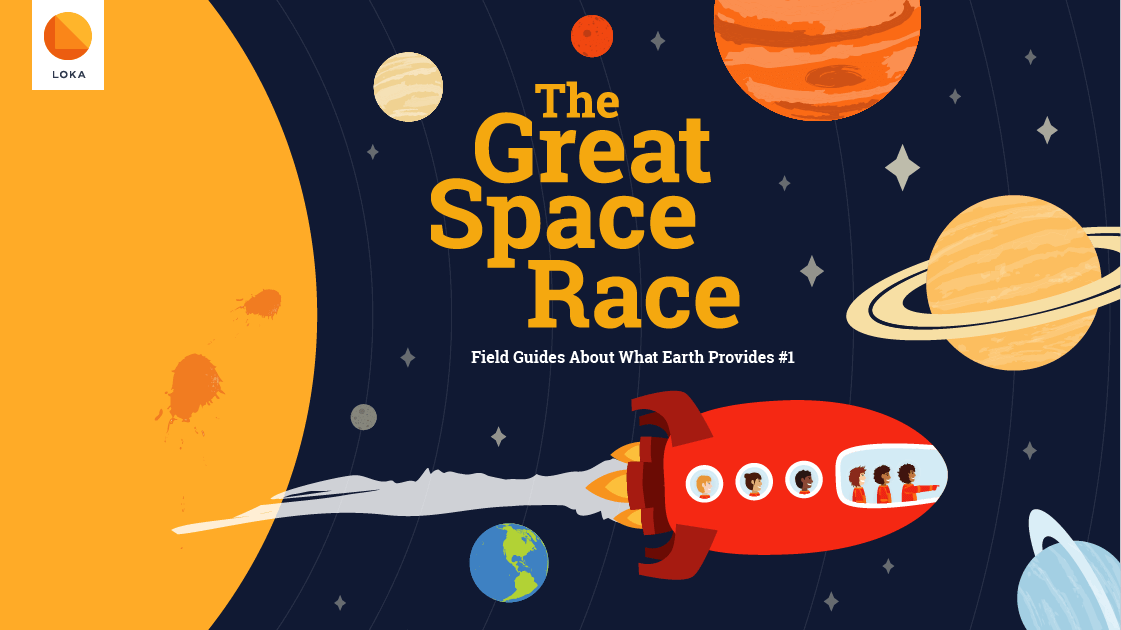 LOKA
The
Great
Space
Race
Field Guides About What Earth Provides #1